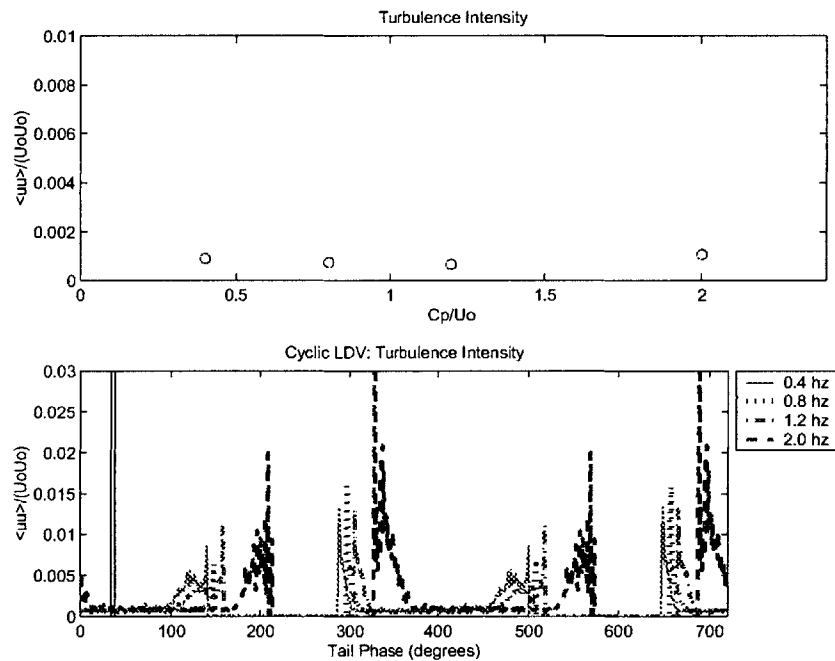 Turbulence Intensity
0.01
0.008
0.006
0.004
0.002
0
<uu>/(UoUo)
0 0.5 1 1.5 2
Cp/Uo
Cyclic LDV: Turbulence Intensity
0.03
0.025
0.02
0.015
0.01
0.005
0
<uu>/(UoUo)
0 100 200 300 400 500 600 700
Tail Phase (degrees)
0.4 hz
0.8 hz
1.2 hz
2.0 hz